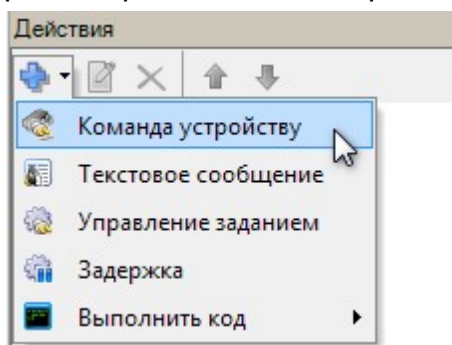 Действия
Команда устройству
Текстовое сообщение
Управление заданием
Задержка
Выполнить код